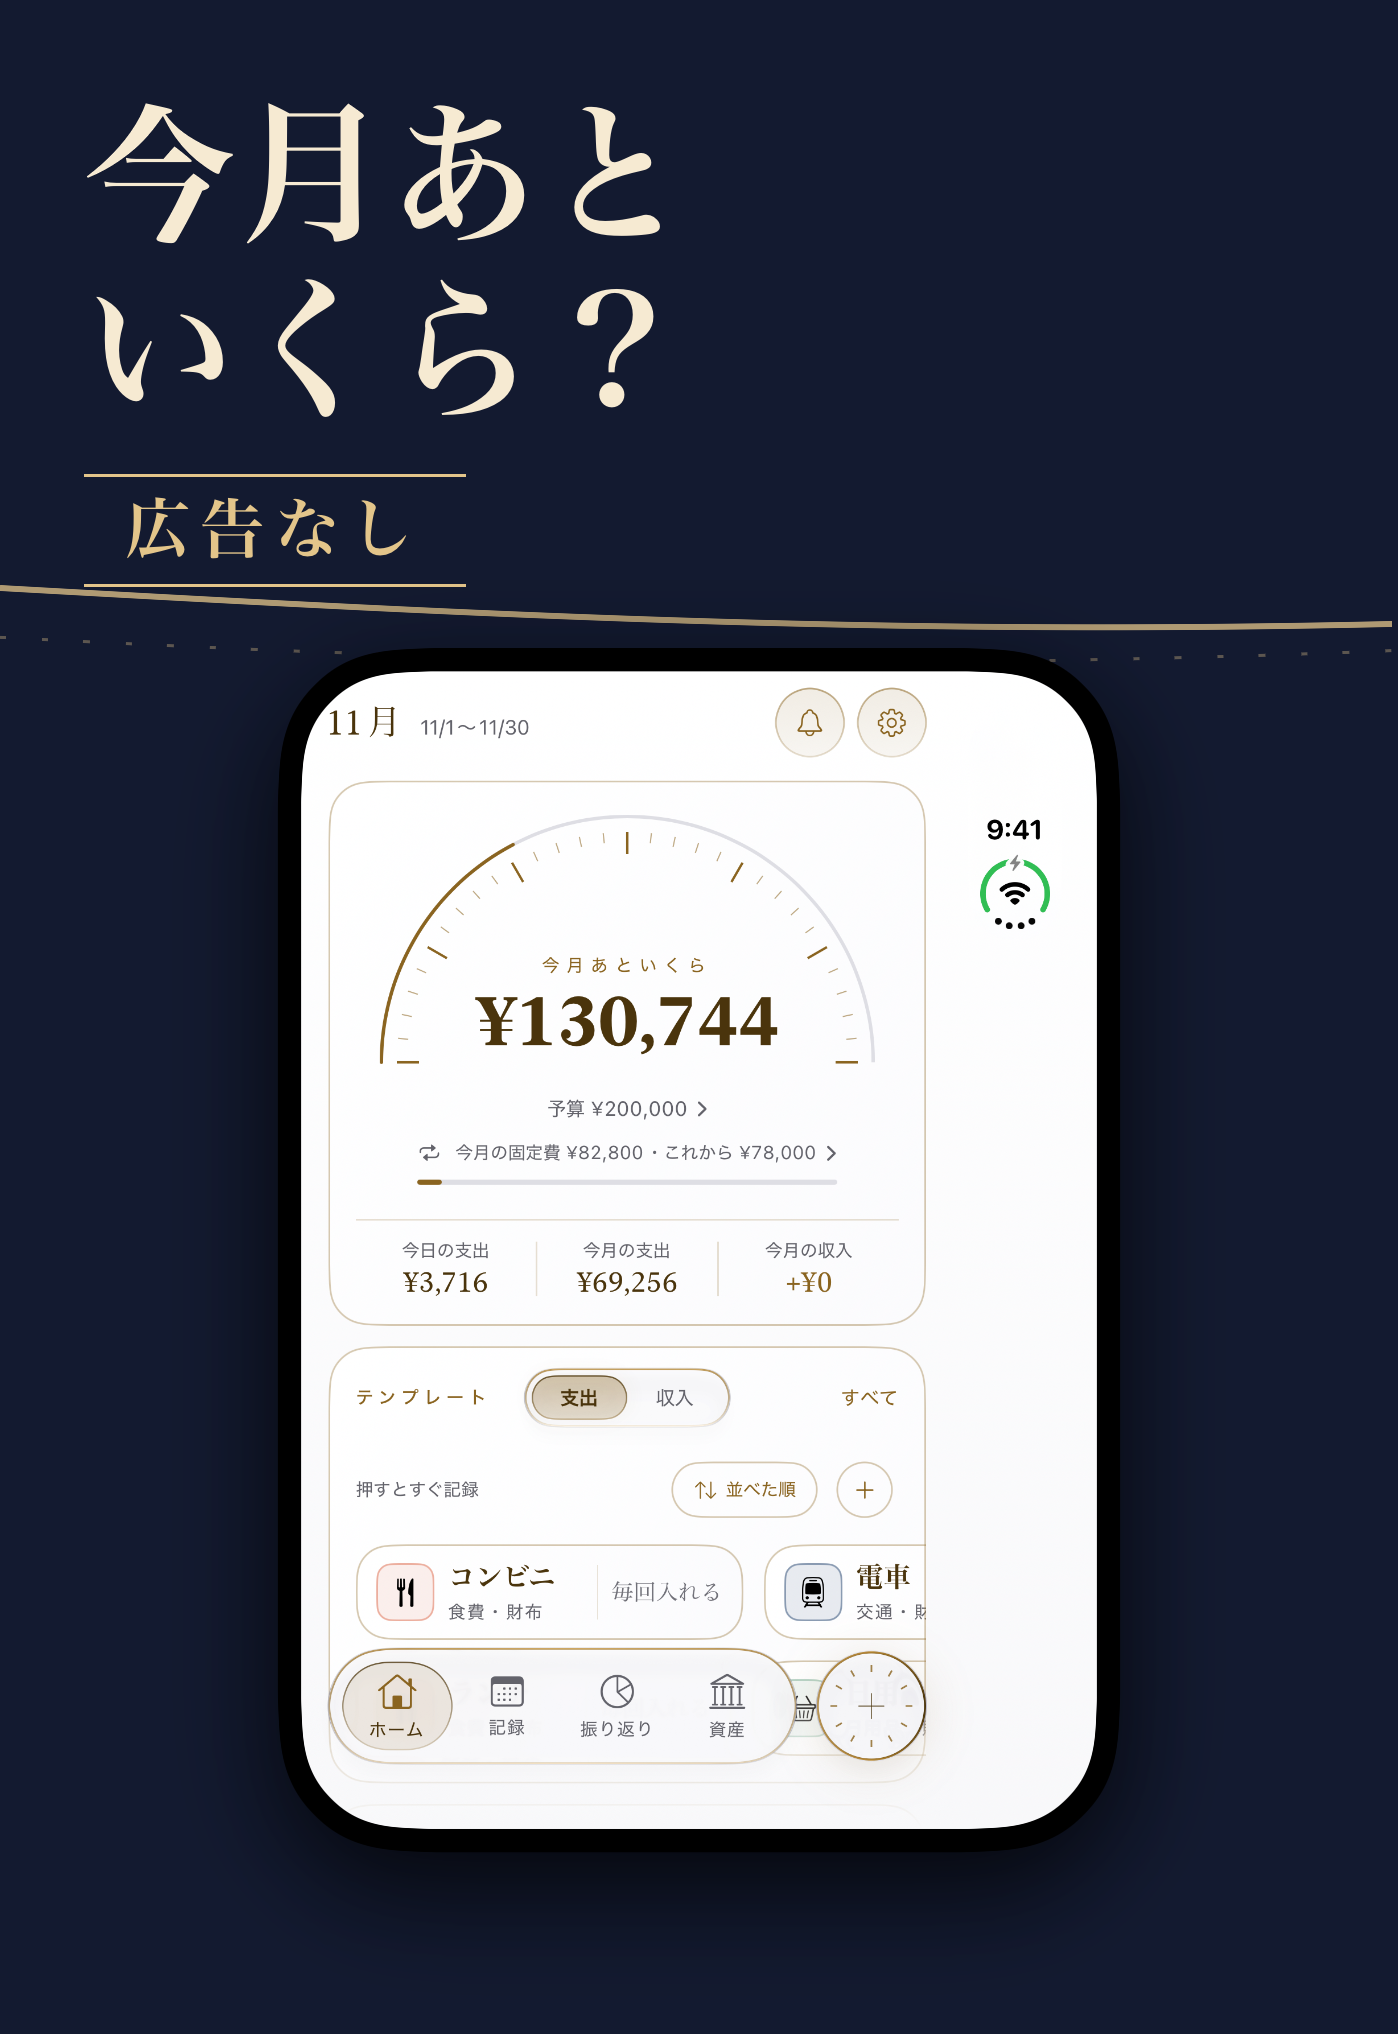 今月あと
いくら？
広告なし
11月 11/1～11/30
9:41
今月あといくら
¥130,744
予算 ¥200,000
今月の固定費 ¥82,800・これから ¥78,000
今日の支出 今月の支出 今月の収入
¥3,716 ¥69,256 +¥0
テンプレート 支出 収入 すべて
押すとすぐ記録 並べた順
コンビニ 毎回入れる 電車
食費・財布 交通・財
ホーム 記録 振り返り 資産